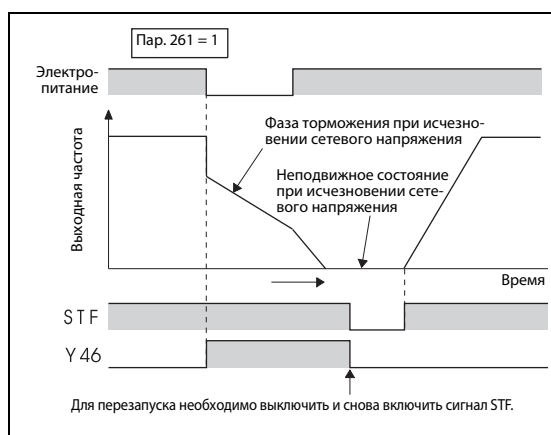 Пар. 261 = 1
Электро-
питание
Фаза торможения при исчезно-
вении сетевого напряжения
Неподвижное состояние
при исчезновении сете-
вого напряжения
Выходная частота
Время
STF
Y46
Для перезапуска необходимо выключить и снова включить сигнал STF.